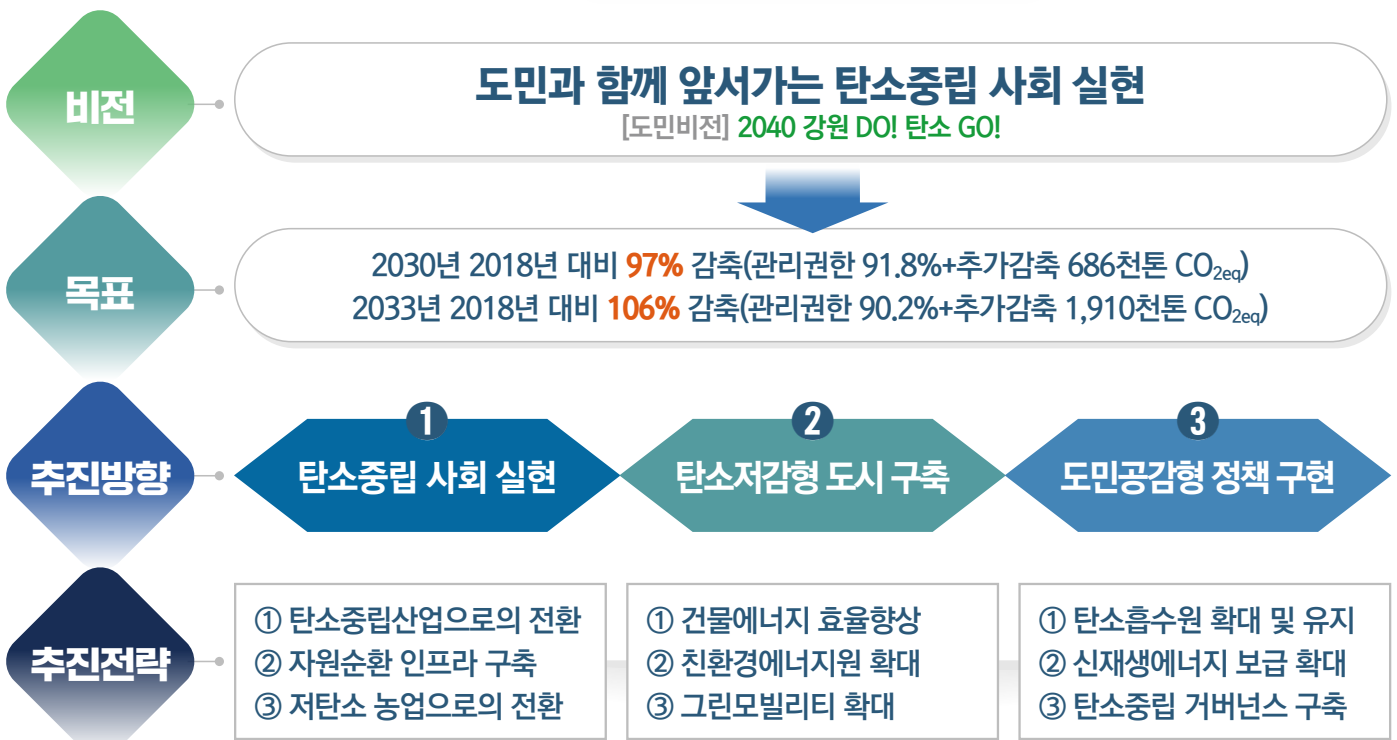 비전
도민과 함께 앞서가는 탄소중립 사회 실현
[도민비전] 2040 강원 DO! 탄소 GO!
목표
2030년 2018년 대비 97% 감축(관리권한 91.8%+추가감축 686천톤 CO2eq)
2033년 2018년 대비 106% 감축(관리권한 90.2%+추가감축 1,910천톤 CO2eq)
추진방향
1
탄소중립 사회 실현
2
탄소저감형 도시 구축
3
도민공감형 정책 구현
추진전략
① 탄소중립산업으로의 전환
② 자원순환 인프라 구축
③ 저탄소 농업으로의 전환
① 건물에너지 효율향상
② 친환경에너지원 확대
③ 그린모빌리티 확대
① 탄소흡수원 확대 및 유지
② 신재생에너지 보급 확대
③ 탄소중립 거버넌스 구축